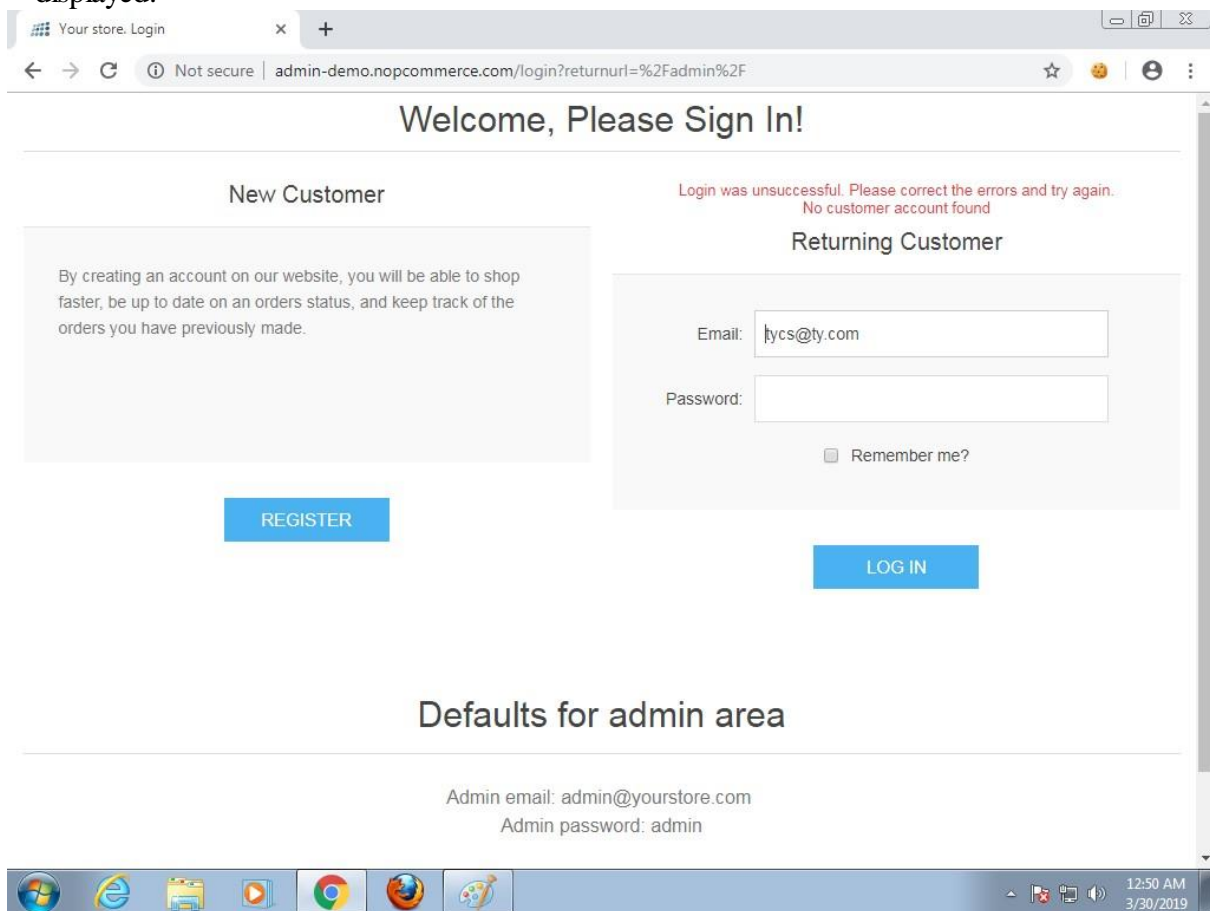 displayed.
Your store. Login
Not secure | admin-demo.nopcommerce.com/login?returnurl=%2Fadmin%2F
Welcome, Please Sign In!
New Customer
By creating an account on our website, you will be able to shop
faster, be up to date on an orders status, and keep track of the
orders you have previously made.
REGISTER
Login was unsuccessful. Please correct the errors and try again.
No customer account found
Returning Customer
Email: tycs@ty.com
Password:
Remember me?
LOG IN
Defaults for admin area
Admin email: admin@yourstore.com
Admin password: admin
12:50 AM
3/30/2019